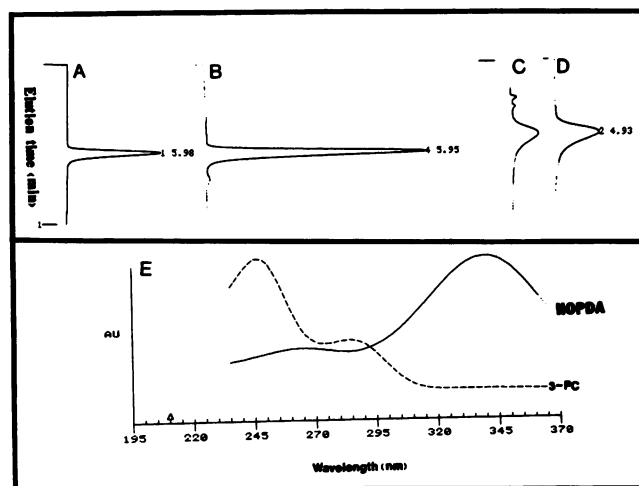 A
B
C
D
Elution time (min)
1 5.98
4 5.95
2 4.93
1
E
AU
HOPDA
3-PC
195
220
245
270
295
320
345
370
Wavelength (nm)